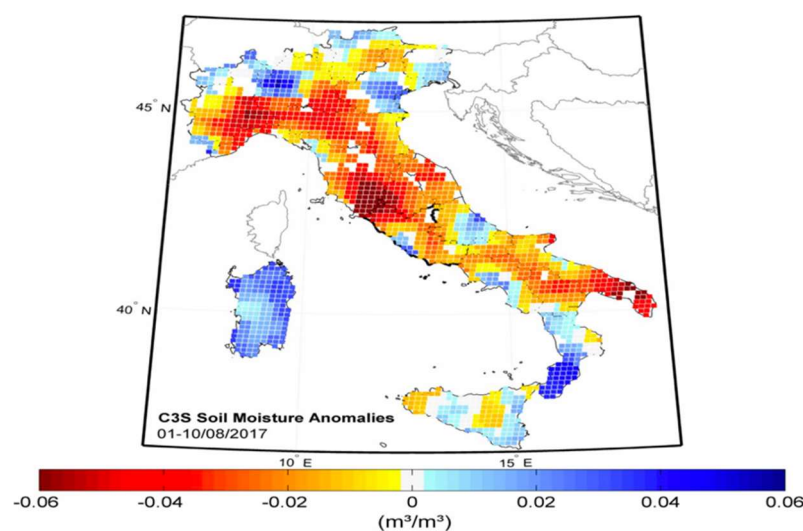 45° N
40° N
C3S Soil Moisture Anomalies
01-10/08/2017
10° E
15° E
-0.06
-0.04
-0.02
0
0.02
0.04
0.06
(m³/m³)